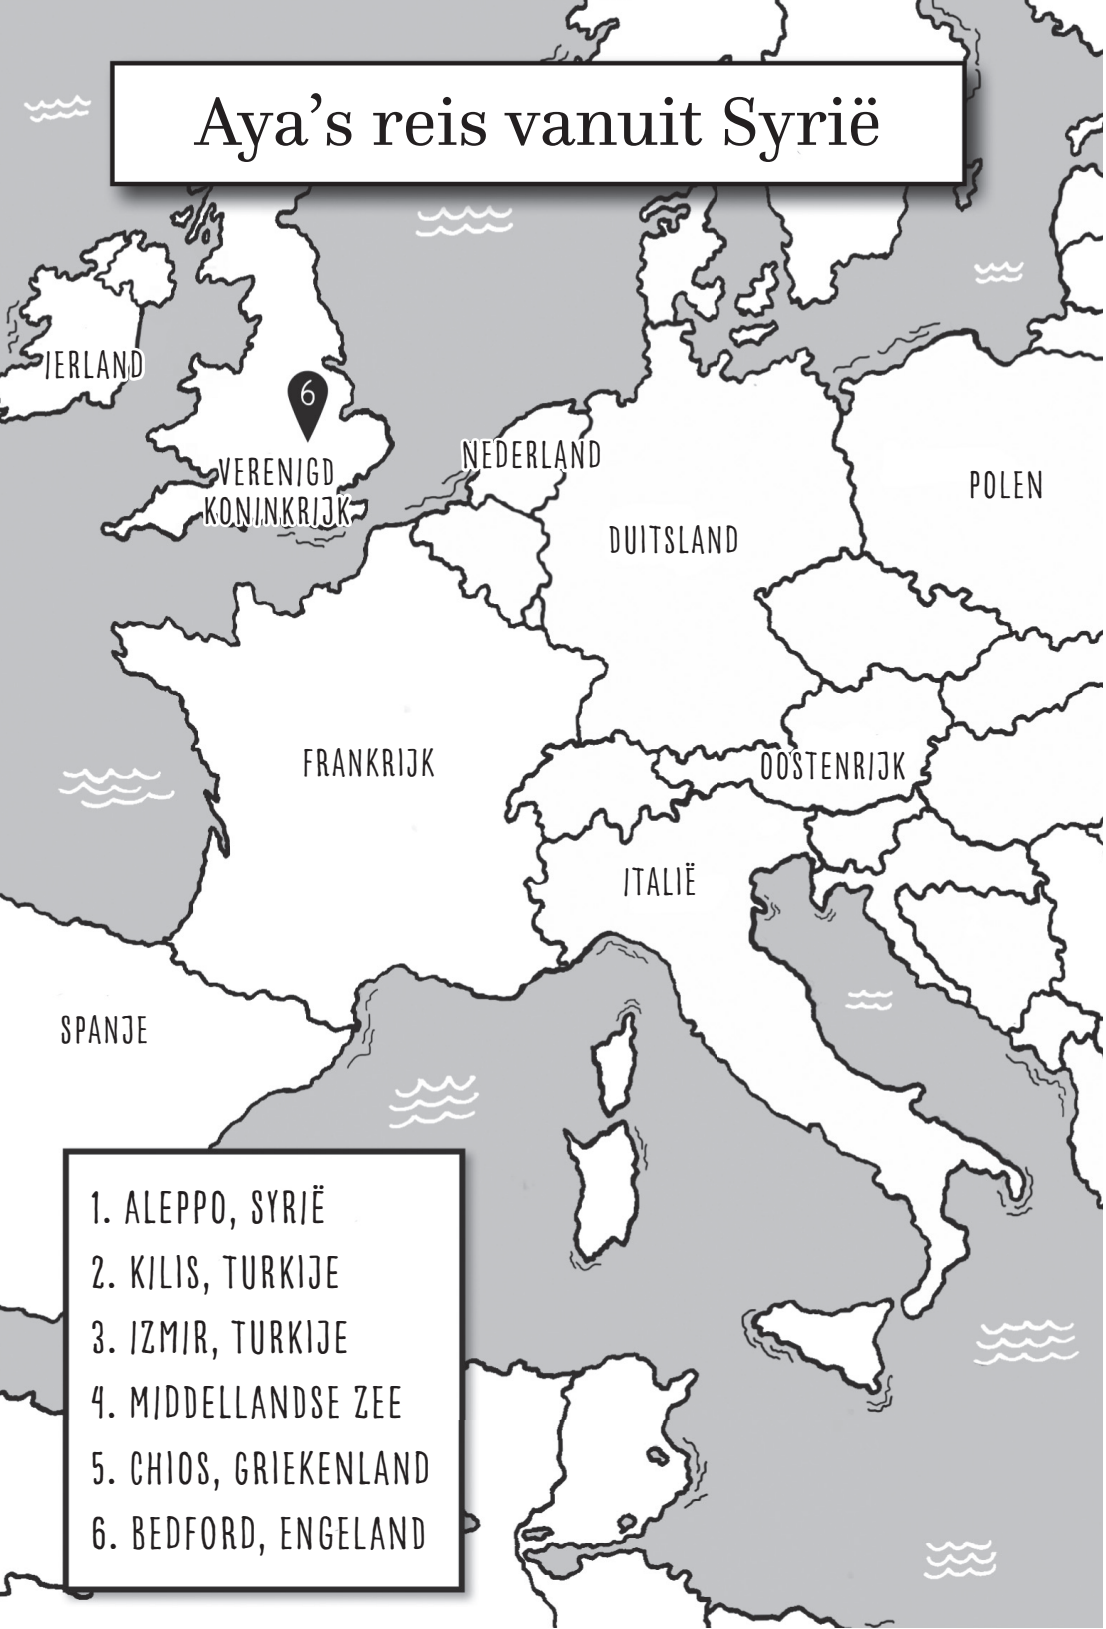 Aya’s reis vanuit Syrië
IERLAND
6
VERENIGD
KONINKRIJK
NEDERLAND
POLEN
DUITSLAND
FRANKRIJK
OOSTENRIJK
ITALIË
SPANJE
1. ALEPPO, SYRIË
2. KILIS, TURKIJE
3. IZMIR, TURKIJE
4. MIDDELLANDSE ZEE
5. CHIOS, GRIEKENLAND
6. BEDFORD, ENGELAND